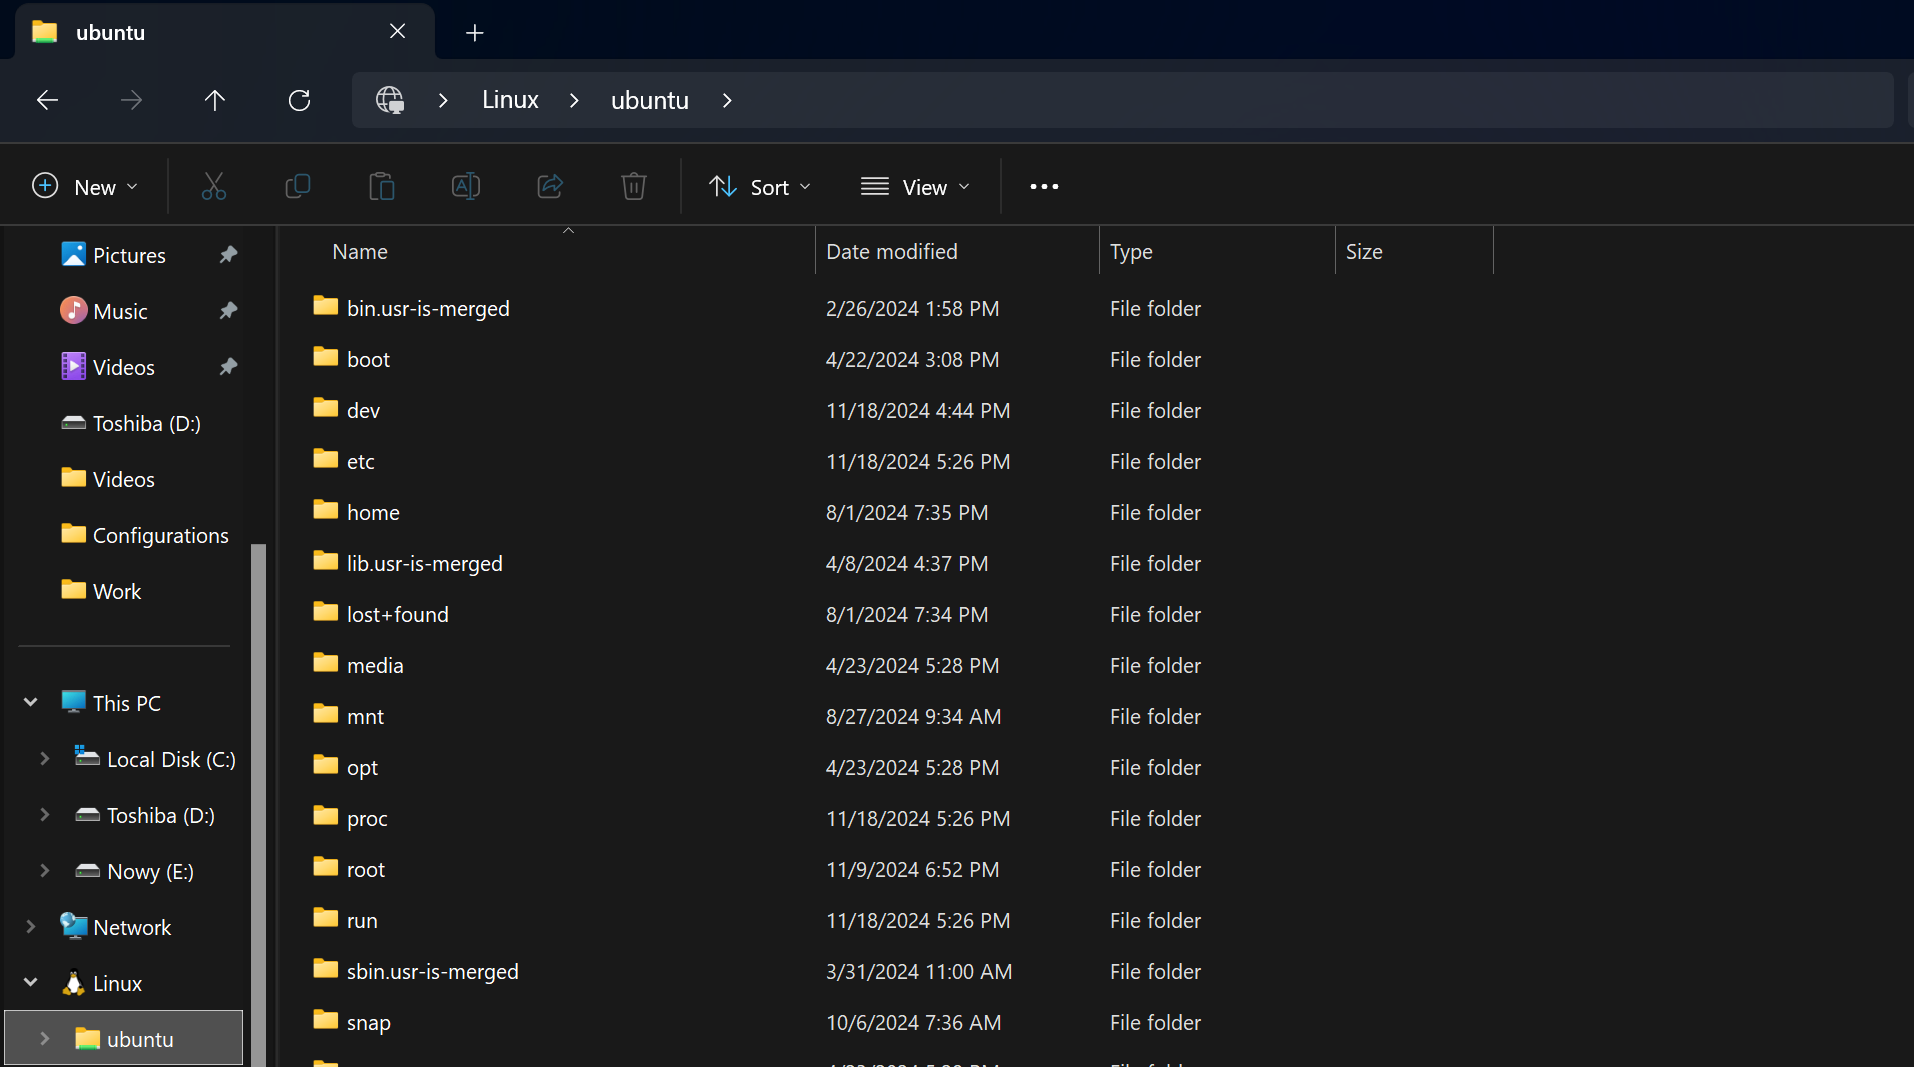 ubuntu
Linux ubuntu
New Sort View
Name Date modified Type Size
Pictures
Music
Videos
Toshiba (D:)
Videos
Configurations
Work
This PC
Local Disk (C:)
Toshiba (D:)
Nowy (E:)
Network
Linux
ubuntu
bin.usr-is-merged 2/26/2024 1:58 PM File folder
boot 4/22/2024 3:08 PM File folder
dev 11/18/2024 4:44 PM File folder
etc 11/18/2024 5:26 PM File folder
home 8/1/2024 7:35 PM File folder
lib.usr-is-merged 4/8/2024 4:37 PM File folder
lost+found 8/1/2024 7:34 PM File folder
media 4/23/2024 5:28 PM File folder
mnt 8/27/2024 9:34 AM File folder
opt 4/23/2024 5:28 PM File folder
proc 11/18/2024 5:26 PM File folder
root 11/9/2024 6:52 PM File folder
run 11/18/2024 5:26 PM File folder
sbin.usr-is-merged 3/31/2024 11:00 AM File folder
snap 10/6/2024 7:36 AM File folder